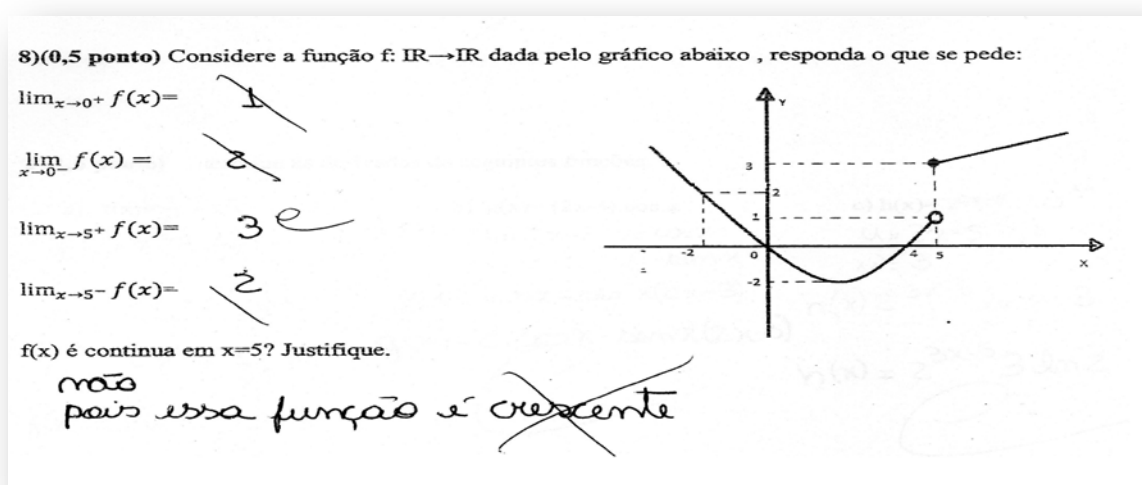 8)(0,5 ponto) Considere a função f: IR→IR dada pelo gráfico abaixo , responda o que se pede:
lim x→0+ f(x)= 1
lim x→0− f(x) = 2
lim x→5+ f(x)= 3
lim x→5− f(x)= 2
Y
3
2
1
-2 0 4 5
X
-2
f(x) é continua em x=5? Justifique.
não
pois essa função é crescente